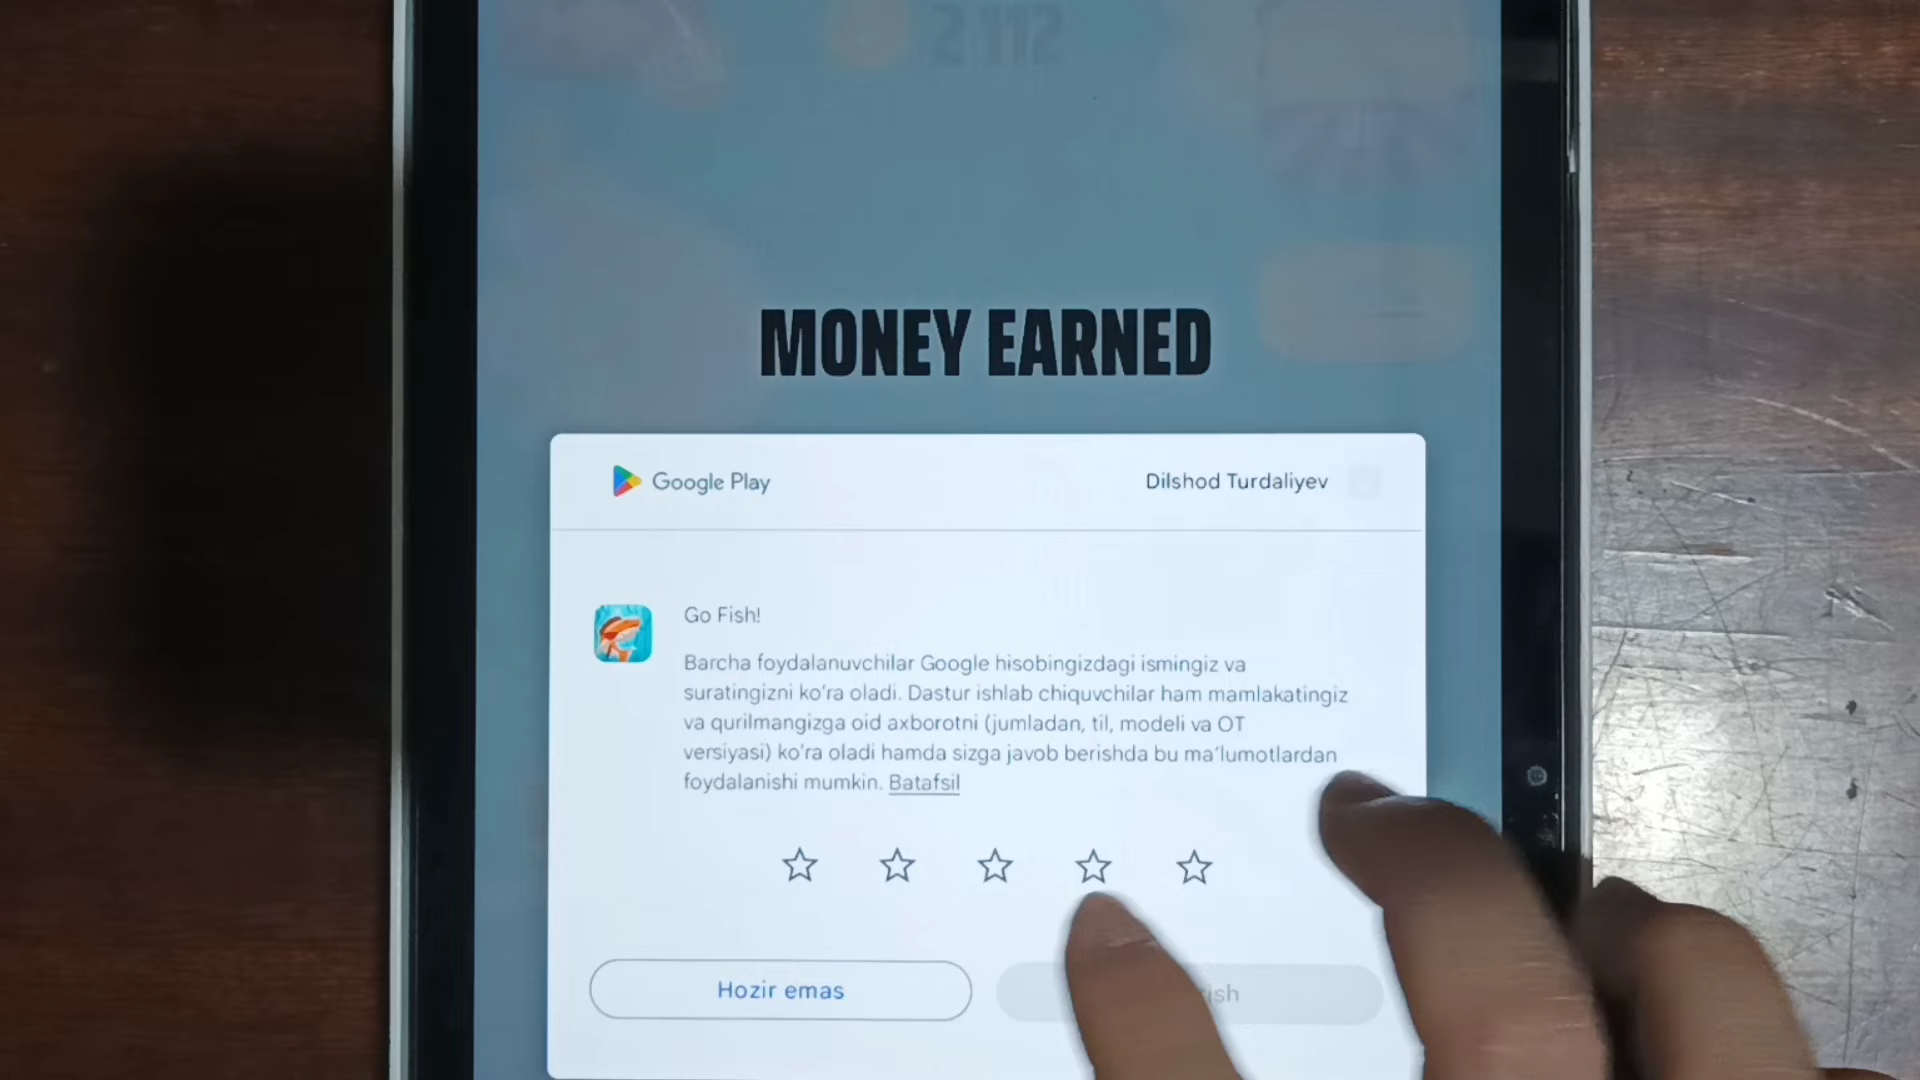 2 112
MONEY EARNED
Google Play
Dilshod Turdaliyev
Go Fish!
Barcha foydalanuvchilar Google hisobingizdagi ismingiz va
suratingizni ko‘ra oladi. Dastur ishlab chiquvchilar ham mamlakatingiz
va qurilmangizga oid axborotni (jumladan, til, modeli va OT
versiyasi) ko‘ra oladi hamda sizga javob berishda bu ma’lumotlardan
foydalanishi mumkin. Batafsil
Hozir emas